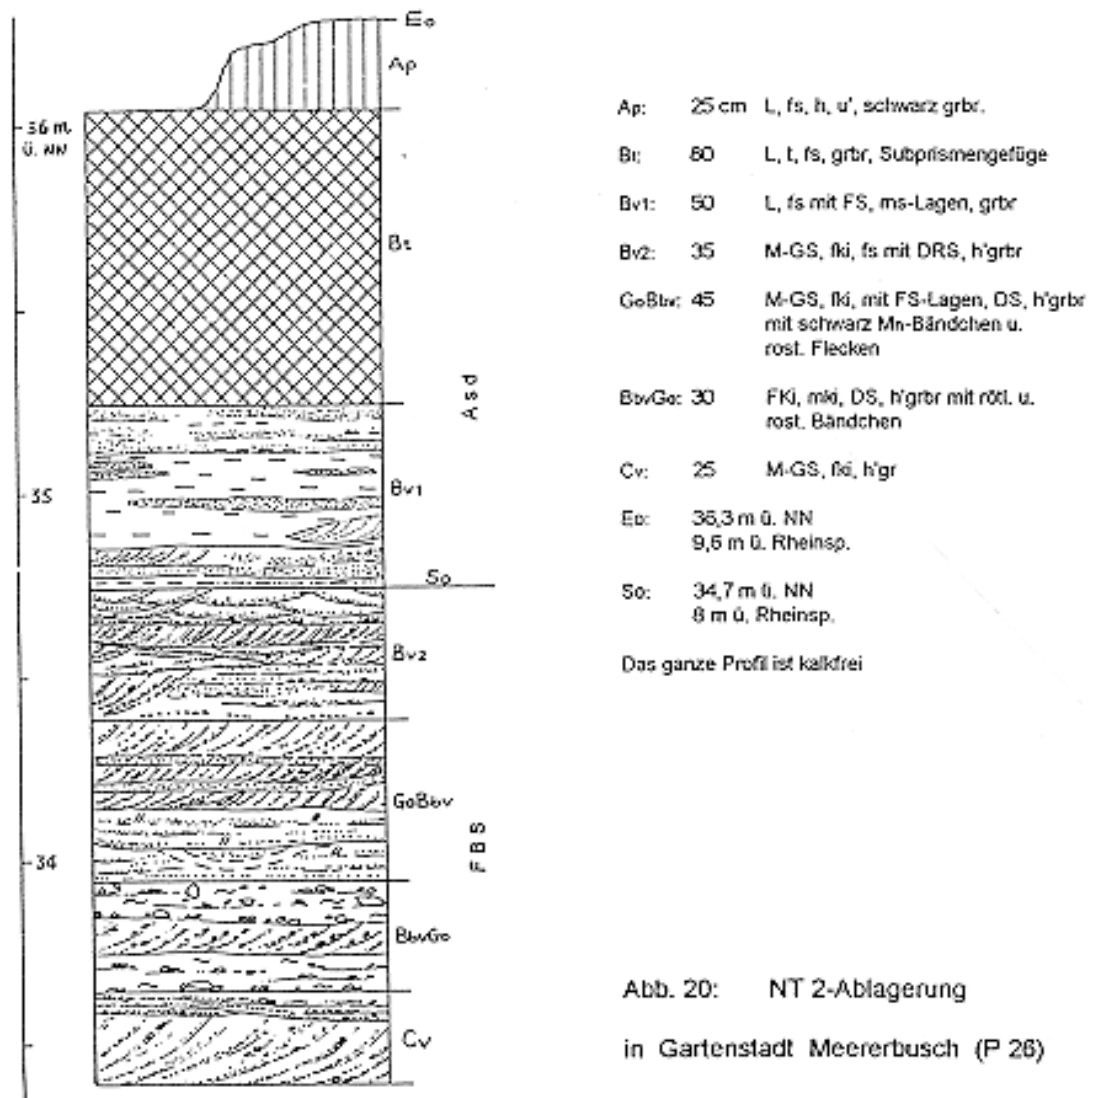 Eo
Ap
36 m.
ü. NN
Bt
Asd
35
Bv1
So
Bv2
GoBbv
FBS
34
BbvGo
Cv
Ap: 25 cm L, fs, h, u', schwarz grbr.
Bt: 80 L, t, fs, grbr, Subprismengefüge
Bv1: 50 L, fs mit FS, ms-Lagen, grbr
Bv2: 35 M-GS, fki, fs mit DRS, h'grbr
GoBbv: 45 M-GS, fki, mit FS-Lagen, DS, h'grbr
mit schwarz Mn-Bändchen u.
rost. Flecken
BbvGo: 30 FKi, mki, DS, h'grbr mit rötl. u.
rost. Bändchen
Cv: 25 M-GS, fki, h'gr
Eo: 36,3 m ü. NN
9,6 m ü. Rheinsp.
So: 34,7 m ü. NN
8 m ü. Rheinsp.
Das ganze Profil ist kalkfrei
Abb. 20: NT 2-Ablagerung
in Gartenstadt Meererbusch (P 26)